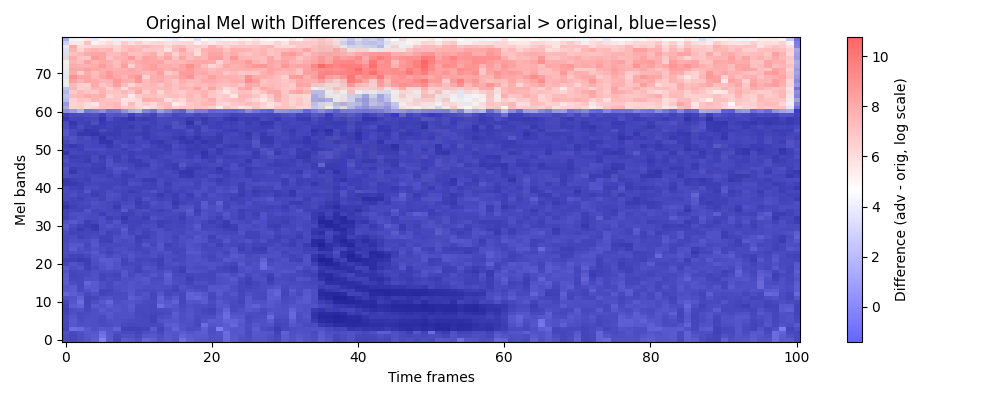 Original Mel with Differences (red=adversarial > original, blue=less)
Mel bands
70
60
50
40
30
20
10
0
0 20 40 60 80 100
Time frames
10
8
6
4
2
0
Difference (adv - orig, log scale)